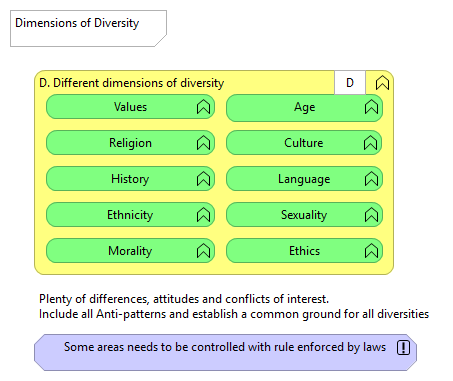 Dimensions of Diversity
D. Different dimensions of diversity
D
Values
Age
Religion
Culture
History
Language
Ethnicity
Sexuality
Morality
Ethics
Plenty of differences, attitudes and conflicts of interest.
Include all Anti-patterns and establish a common ground for all diversities
Some areas needs to be controlled with rule enforced by laws